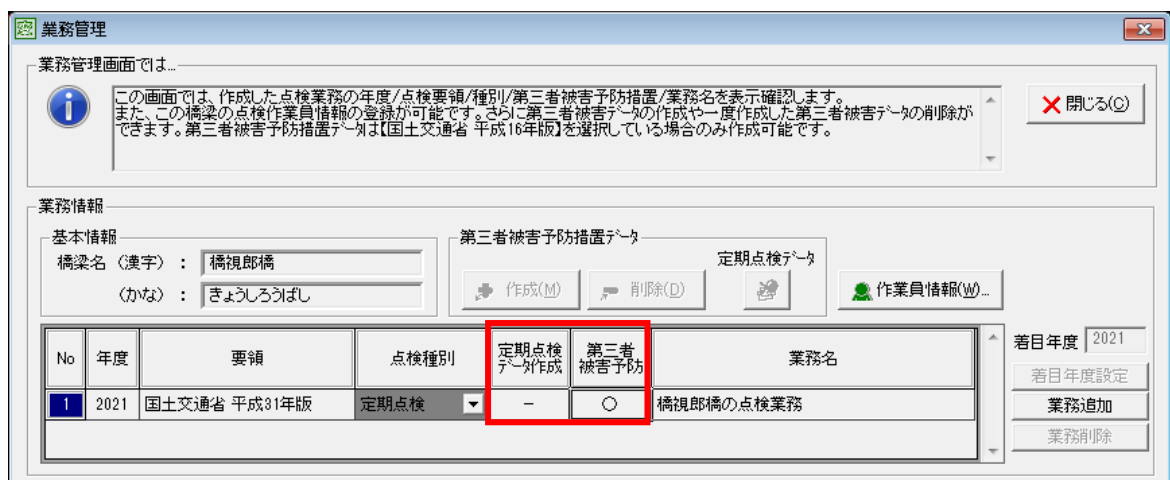 業務管理
業務管理画面では...
この画面では、作成した点検業務の年度/点検要領/種別/第三者被害予防措置/業務名を表示確認します。
また、この橋梁の点検作業員情報の登録が可能です。さらに第三者被害データの作成や一度作成した第三者被害データの削除が
できます。第三者被害予防措置データは【国土交通省 平成16年版】を選択している場合のみ作成可能です。
閉じる(C)
業務情報
基本情報
橋梁名 (漢字) : 橋視郎橋
(かな) : きょうしろうばし
第三者被害予防措置データ
定期点検データ
作成(M)
削除(D)
作業員情報(W)...
No 年度 要領 点検種別 定期点検 データ作成 第三者 被害予防 業務名
1 2021 国土交通省 平成31年版 定期点検 - ○ 橋視郎橋の点検業務
着目年度 2021
着目年度設定
業務追加
業務削除